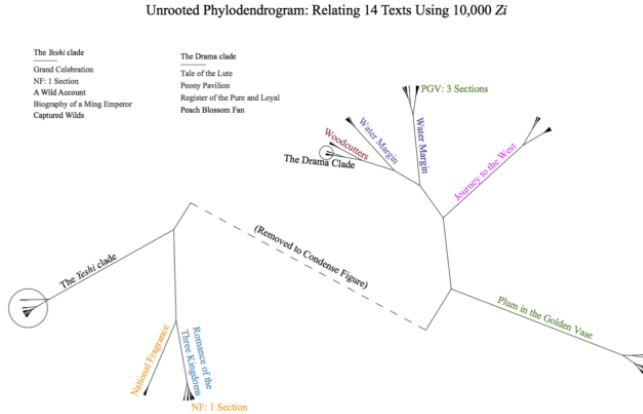 Unrooted Phylodendrogram: Relating 14 Texts Using 10,000 Zi
The Yeshi clade
Grand Celebration
NF: 1 Section
A Wild Account
Biography of a Ming Emperor
Captured Wilds
The Drama clade
Tale of the Lute
Peony Pavilion
Register of the Pure and Loyal
Peach Blossom Fan
PGV: 3 Sections
Water Margin
Water Margin
Woodcutters
The Drama Clade
Journey to the West
(Removed to Condense Figure)
The Yeshi clade
Plum in the Golden Vase
National Fragrance
Romance of the
Three Kingdoms
NF: 1 Section